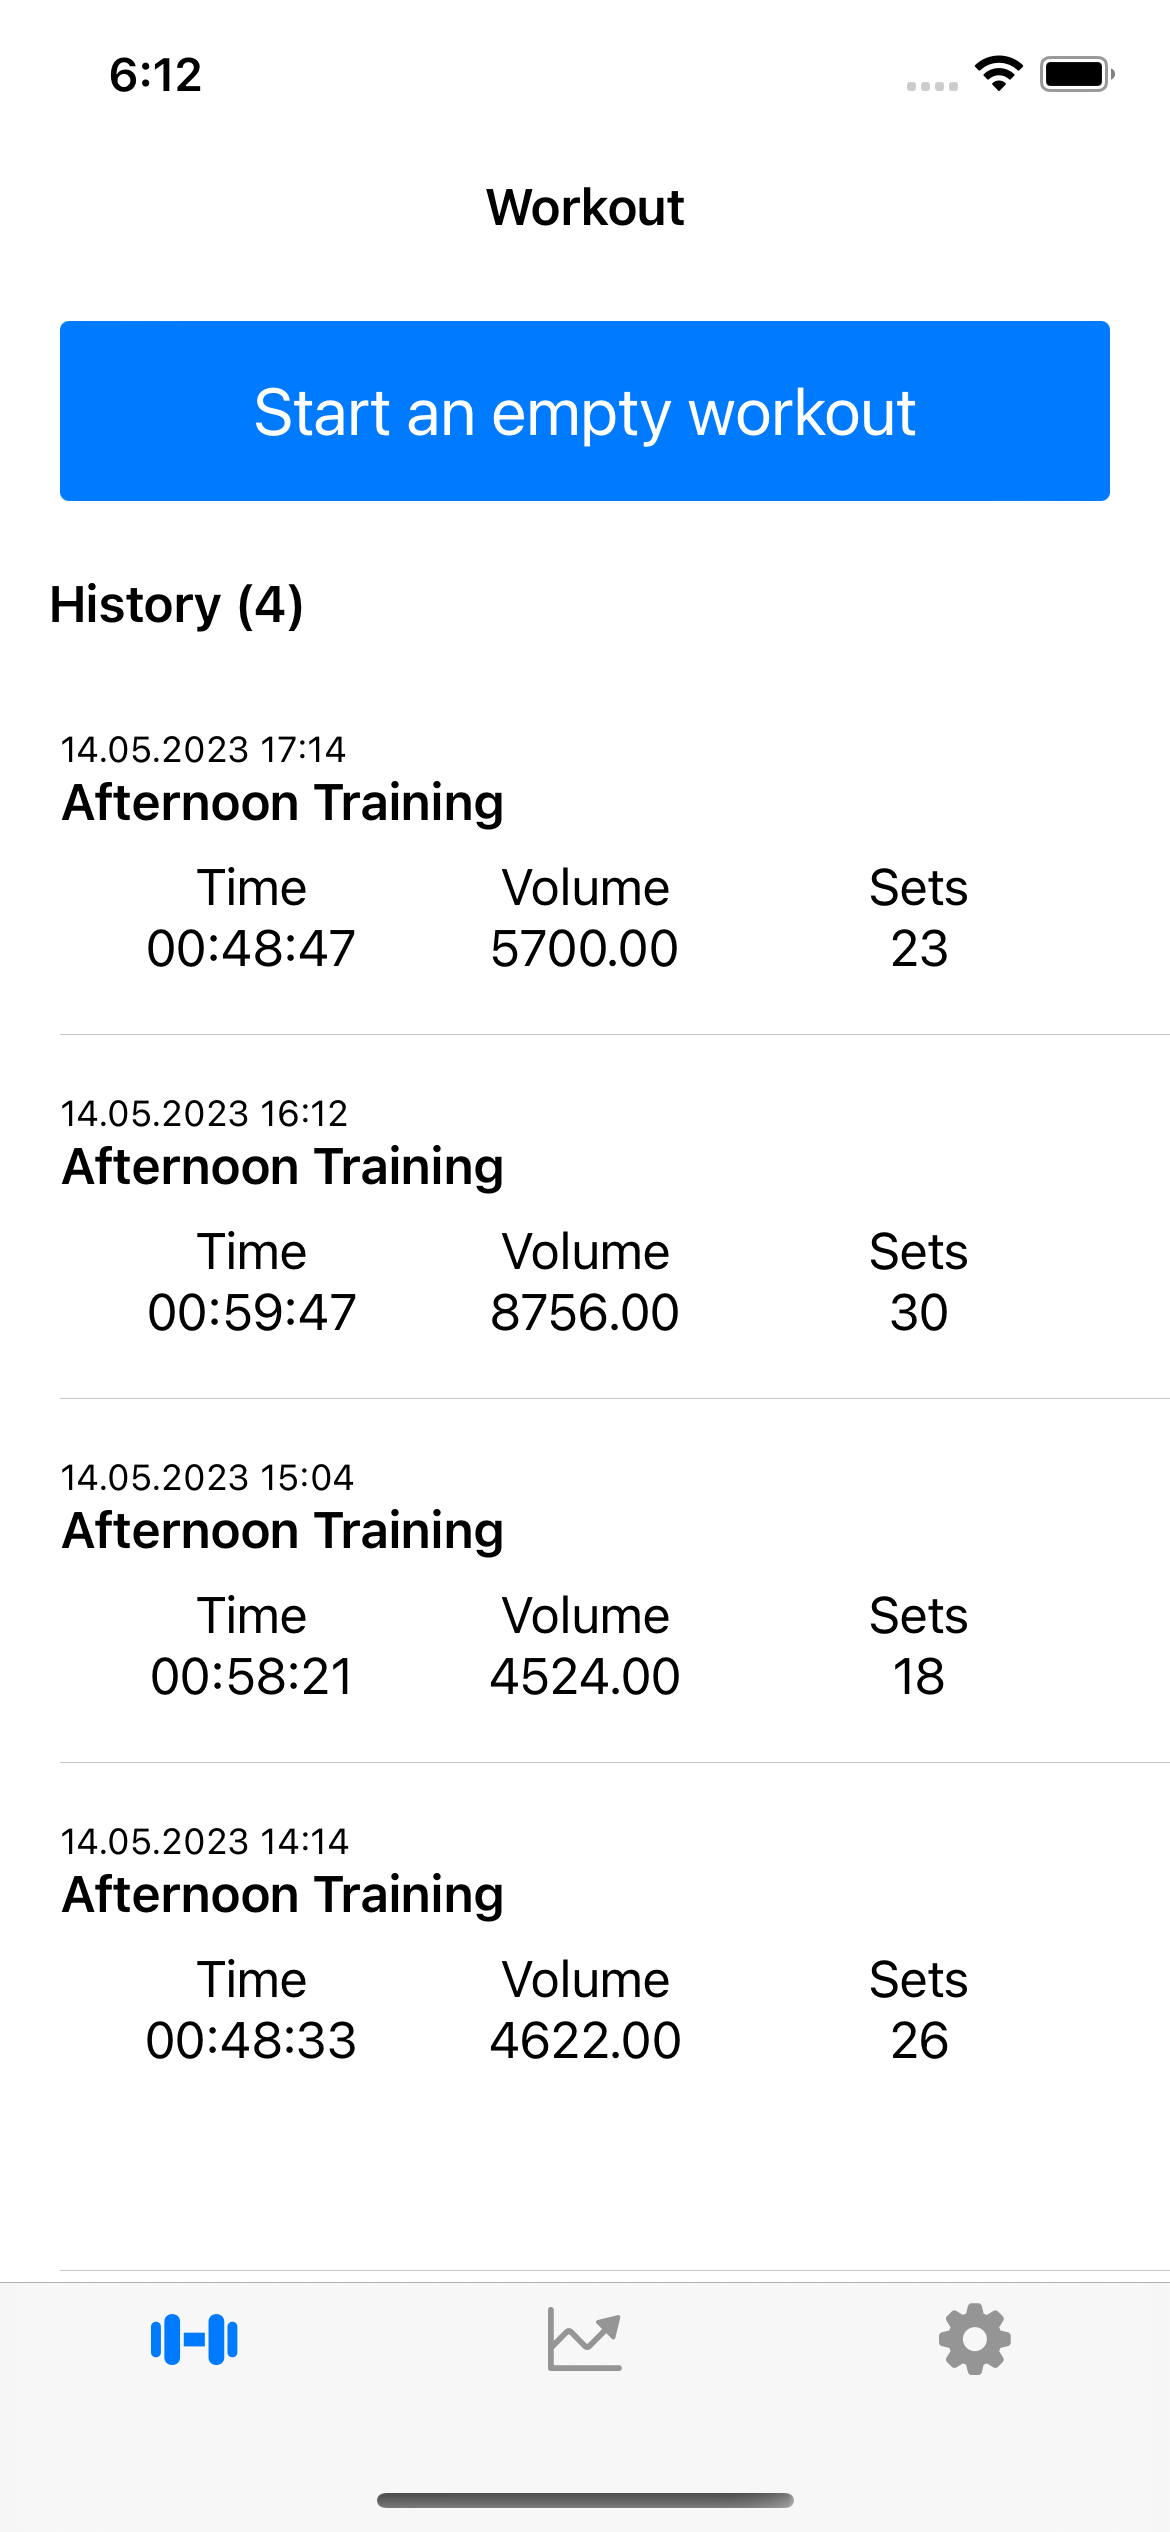 6:12
Workout
Start an empty workout
History (4)
14.05.2023 17:14
Afternoon Training
Time Volume Sets
00:48:47 5700.00 23
14.05.2023 16:12
Afternoon Training
Time Volume Sets
00:59:47 8756.00 30
14.05.2023 15:04
Afternoon Training
Time Volume Sets
00:58:21 4524.00 18
14.05.2023 14:14
Afternoon Training
Time Volume Sets
00:48:33 4622.00 26